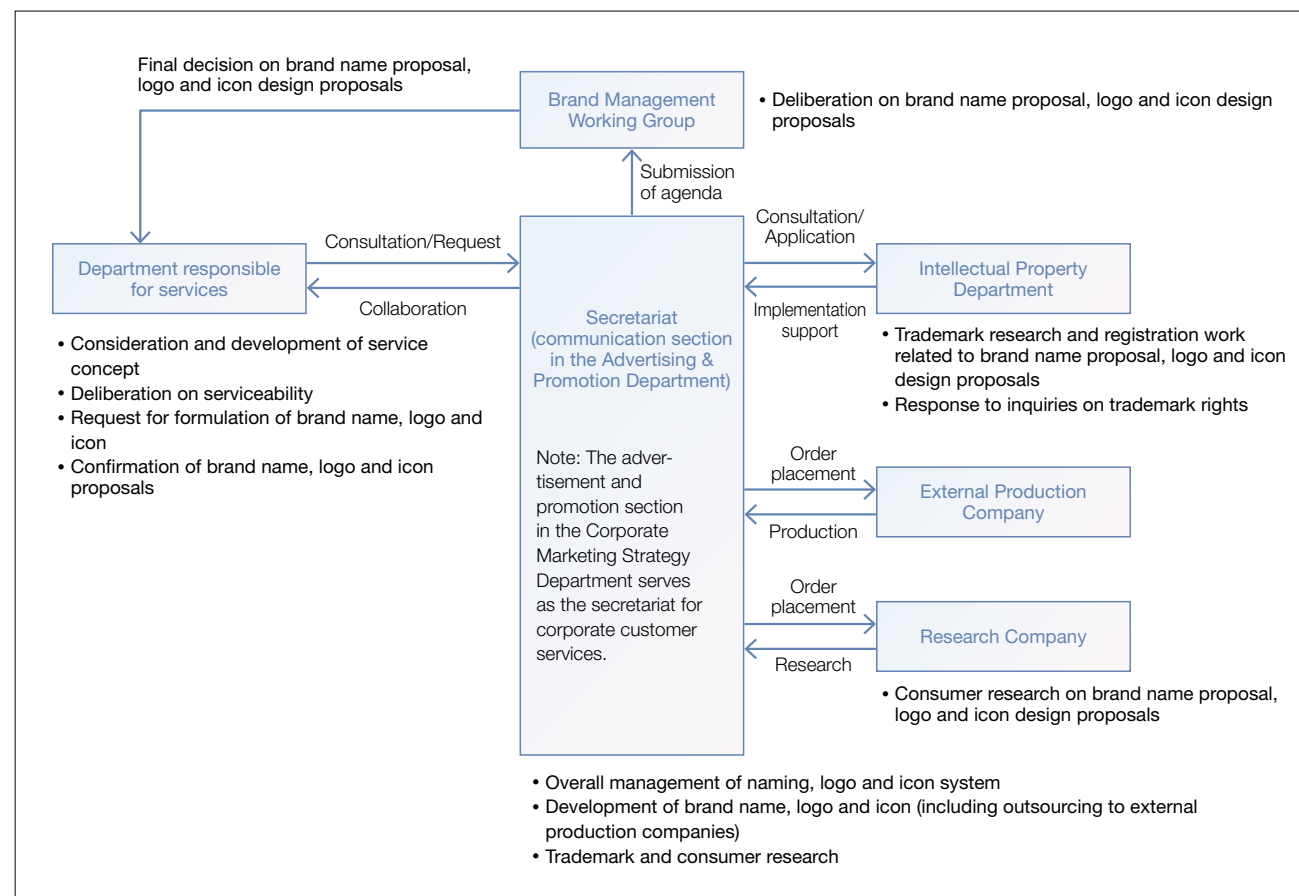 Final decision on brand name proposal,
logo and icon design proposals
Brand Management
Working Group
• Deliberation on brand name proposal, logo and icon design
proposals
Submission
of agenda
Department responsible
for services
Consultation/Request
Collaboration
• Consideration and development of service
concept
• Deliberation on serviceability
• Request for formulation of brand name, logo and
icon
• Confirmation of brand name, logo and icon
proposals
Secretariat
(communication section
in the Advertising &
Promotion Department)
Note: The adver-
tisement and
promotion section
in the Corporate
Marketing Strategy
Department serves
as the secretariat for
corporate customer
services.
Consultation/
Application
Implementation
support
Intellectual Property
Department
• Trademark research and registration work
related to brand name proposal, logo and icon
design proposals
• Response to inquiries on trademark rights
Order
placement
Production
External Production
Company
Order
placement
Research
Research Company
• Consumer research on brand name proposal,
logo and icon design proposals
• Overall management of naming, logo and icon system
• Development of brand name, logo and icon (including outsourcing to external
production companies)
• Trademark and consumer research